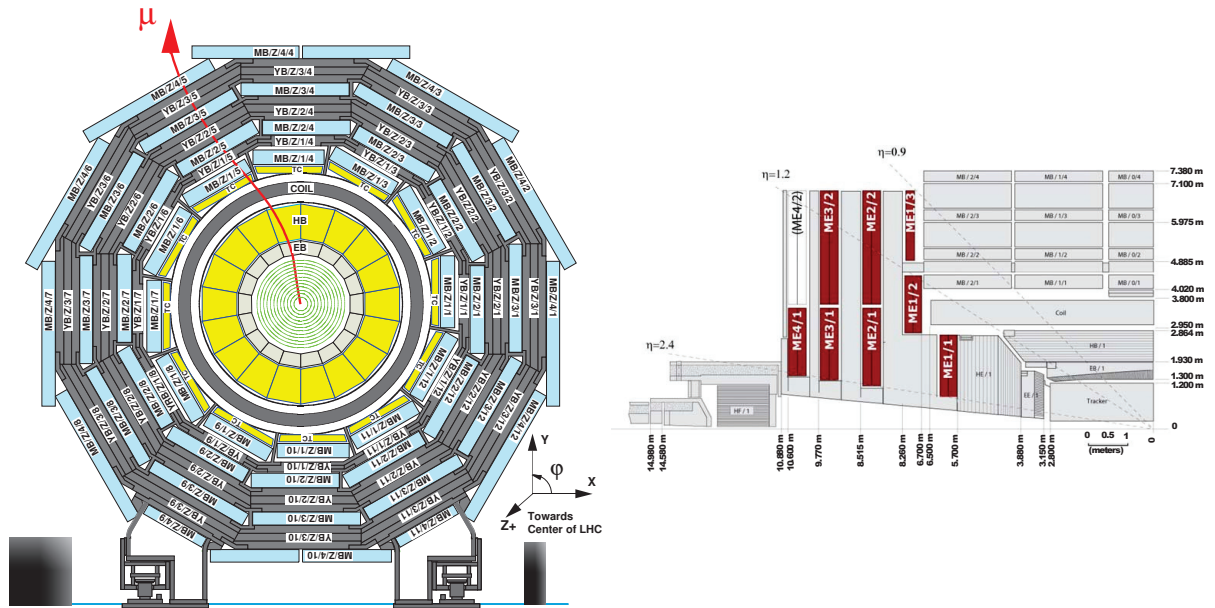 μ
MB/Z/4/4
YB/Z/3/4
MB/Z/3/4
YB/Z/2/4
MB/Z/2/4
YB/Z/1/4
MB/Z/1/4
TC
MB/Z/4/5
YB/Z/3/5
MB/Z/3/5
YB/Z/2/5
MB/Z/2/5
YB/Z/1/5
MB/Z/1/5
TC
MB/Z/4/3
YB/Z/3/3
MB/Z/3/3
YB/Z/2/3
MB/Z/2/3
YB/Z/1/3
MB/Z/1/3
TC
MB/Z/4/6
YB/Z/3/6
MB/Z/3/6
YB/Z/2/6
MB/Z/2/6
YB/Z/1/6
MB/Z/1/6
TC
MB/Z/4/2
YB/Z/3/2
MB/Z/3/2
YB/Z/2/2
MB/Z/2/2
YB/Z/1/2
MB/Z/1/2
TC
COIL
HB
EB
MB/Z/4/7
YB/Z/3/7
MB/Z/3/7
YB/Z/2/7
MB/Z/2/7
YB/Z/1/7
MB/Z/1/7
TC
TC
MB/Z/1/1
YB/Z/1/1
MB/Z/2/1
YB/Z/2/1
MB/Z/3/1
YB/Z/3/1
MB/Z/4/1
MB/Z/4/8
YB/Z/3/8
MB/Z/3/8
YB/Z/2/8
MB/Z/2/8
YRB/Z/1/8
MB/Z/1/8
TC
TC
MB/Z/1/12
YB/Z/1/12
MB/Z/2/12
YB/Z/2/12
MB/Z/3/12
YB/Z/3/12
MB/Z/4/12
TC
MB/Z/1/9
YB/Z/1/9
MB/Z/2/9
YB/Z/2/9
MB/Z/3/9
YB/Z/3/9
MB/Z/4/9
TC
MB/Z/1/11
YB/Z/1/11
MB/Z/2/11
YB/Z/2/11
MB/Z/3/11
YB/Z/3/11
MB/Z/4/11
TC
MB/Z/1/10
YB/Z/1/10
MB/Z/2/10
YB/Z/2/10
MB/Z/3/10
YB/Z/3/10
MB/Z/4/10
Y
φ
X
Z+
Towards
Center of LHC
η=0.9
η=1.2
η=2.4
(ME4/2)
ME3/2
ME2/2
ME1/3
ME1/2
ME4/1
ME3/1
ME2/1
ME1/1
MB / 2/4
MB / 1/4
MB / 0/4
MB / 2/3
MB / 1/3
MB / 0/3
MB / 2/2
MB / 1/2
MB / 0/2
MB / 2/1
MB / 1/1
MB / 0/1
Coil
HB / 1
HE / 1
EB / 1
EE / 1
Tracker
HF / 1
7.380 m
7.100 m
5.975 m
4.885 m
4.020 m
3.800 m
2.950 m
2.864 m
1.930 m
1.300 m
1.200 m
0
0 0.5 1
(meters)
14.980 m
14.580 m
10.880 m
10.600 m
9.770 m
8.515 m
8.260 m
6.700 m
6.500 m
5.700 m
3.880 m
3.150 m
2.800 m
0